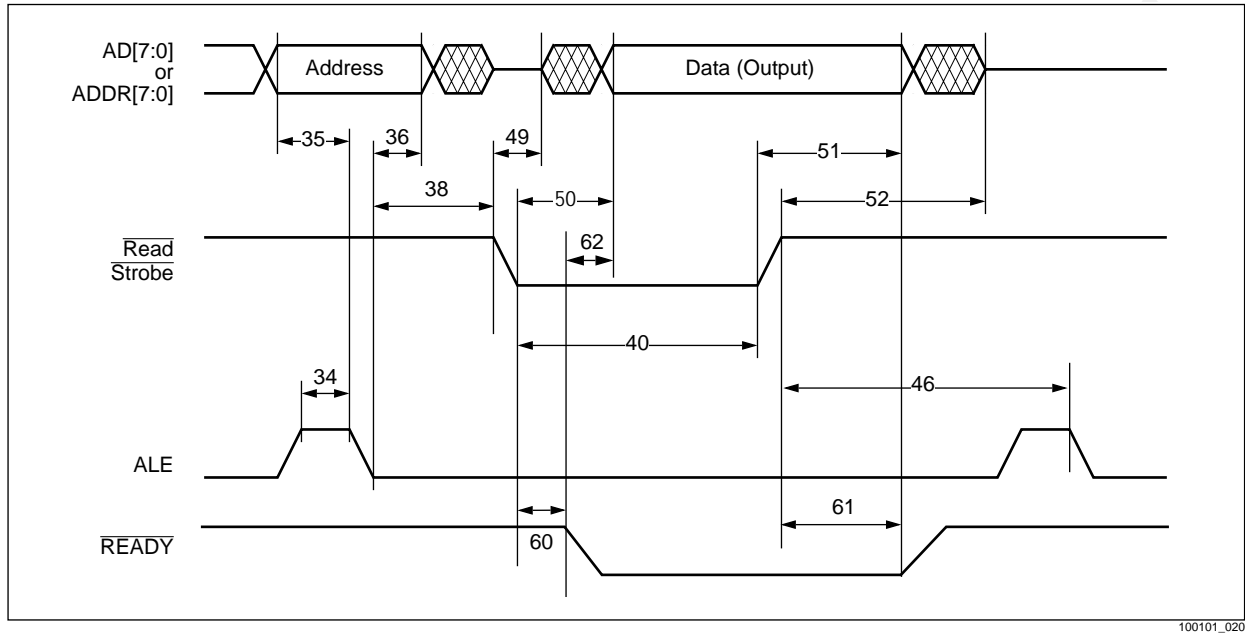 AD[7:0]
or
ADDR[7:0]
Address
Data (Output)
35
36
49
51
38
50
52
Read
Strobe
62
40
34
46
ALE
61
READY
60
100101_020